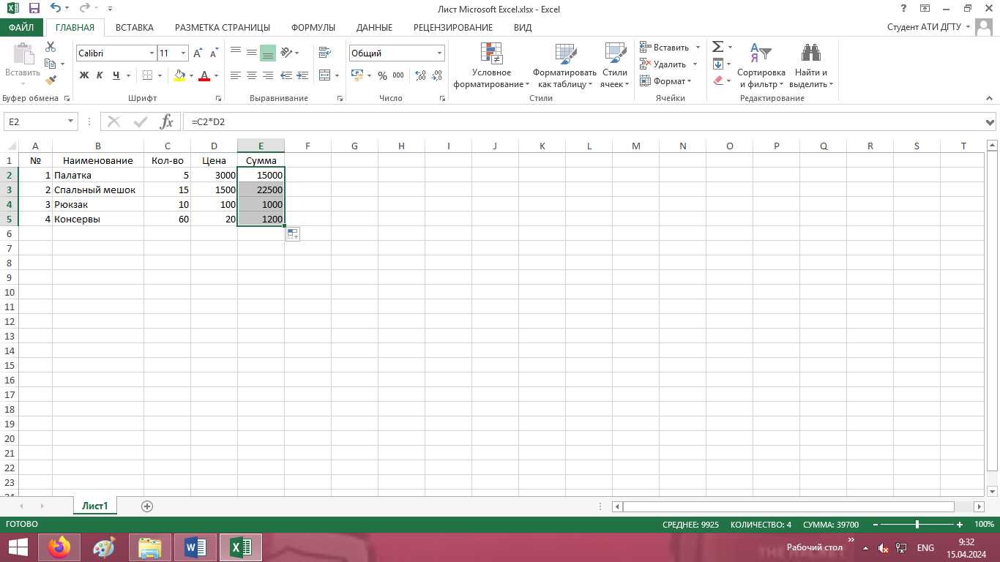 Лист Microsoft Excel.xlsx - Excel
ФАЙЛ ГЛАВНАЯ ВСТАВКА РАЗМЕТКА СТРАНИЦЫ ФОРМУЛЫ ДАННЫЕ РЕЦЕНЗИРОВАНИЕ ВИД Студент АТИ ДГТУ
Вставить
Calibri 11
Ж К Ч
Общий
% 000
Условное форматирование
Форматировать как таблицу
Стили ячеек
Вставить
Удалить
Формат
Сортировка и фильтр
Найти и выделить
Буфер обмена Шрифт Выравнивание Число Стили Ячейки Редактирование
E2 fx =C2*D2
A B C D E F G H I J K L M N O P Q R S T
1 № Наименование Кол-во Цена Сумма
2 1 Палатка 5 3000 15000
3 2 Спальный мешок 15 1500 22500
4 3 Рюкзак 10 100 1000
5 4 Консервы 60 20 1200
6
7
8
9
10
11
12
13
14
15
16
17
18
19
20
21
22
23
24
Лист1
ГОТОВО СРЕДНЕЕ: 9925 КОЛИЧЕСТВО: 4 СУММА: 39700 100%
Рабочий стол ENG 9:32
15.04.2024